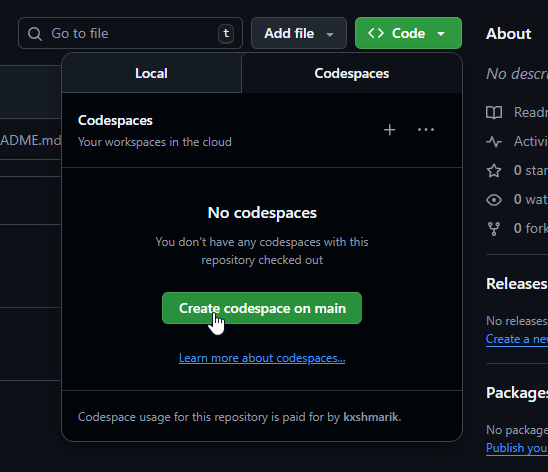 Go to file
t
Add file
Code
About
No descri
Local
Codespaces
Codespaces
Your workspaces in the cloud
ADME.md
Readm
Activi
0 star
0 wat
0 fork
No codespaces
You don't have any codespaces with this
repository checked out
Create codespace on main
Learn more about codespaces...
Releases
No releases
Create a new
Packages
No package
Publish you
Codespace usage for this repository is paid for by kxshmarik.